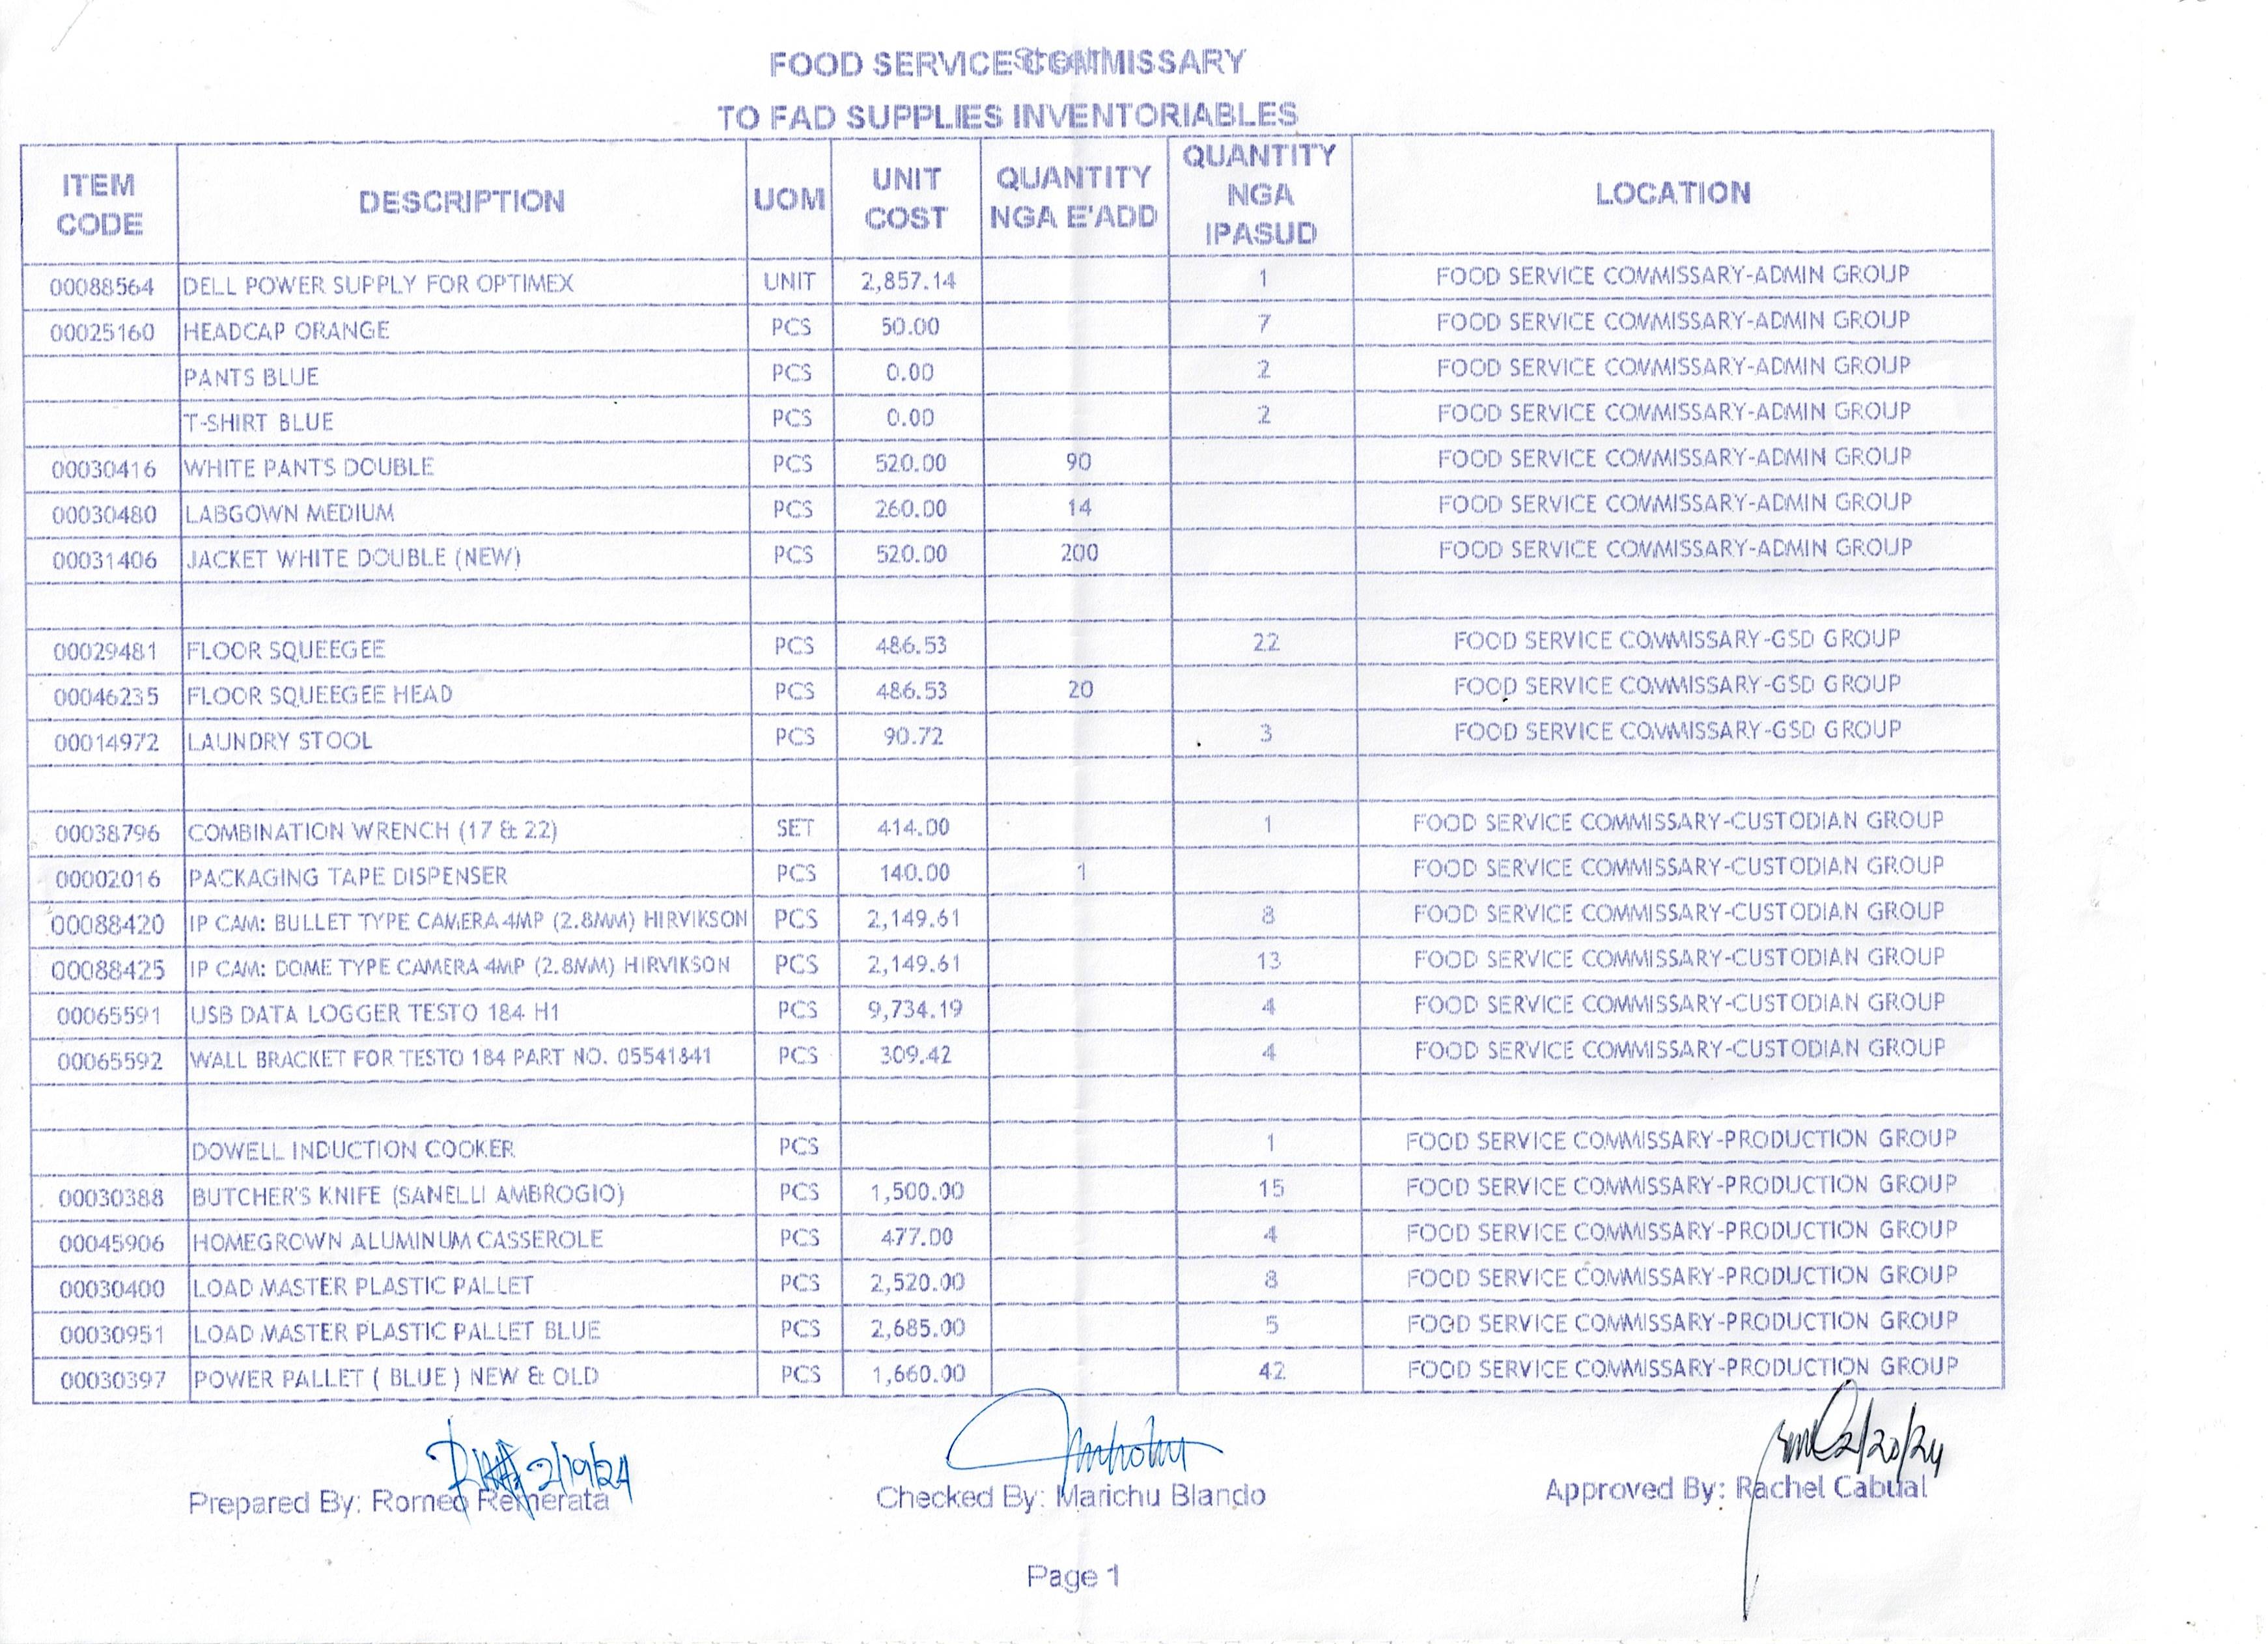 FOOD SERVICE COMMISSARY
TO FAD SUPPLIES INVENTORIABLES
ITEM CODE DESCRIPTION UOM UNIT COST QUANTITY NGA E'ADD QUANTITY NGA IPASUD LOCATION
00088564 DELL POWER SUPPLY FOR OPTIMEX UNIT 2,857.14 1 FOOD SERVICE COMMISSARY-ADMIN GROUP
00025160 HEADCAP ORANGE PCS 50.00 7 FOOD SERVICE COMMISSARY-ADMIN GROUP
PANTS BLUE PCS 0.00 2 FOOD SERVICE COMMISSARY-ADMIN GROUP
T-SHIRT BLUE PCS 0.00 2 FOOD SERVICE COMMISSARY-ADMIN GROUP
00030416 WHITE PANTS DOUBLE PCS 520.00 90 FOOD SERVICE COMMISSARY-ADMIN GROUP
00030480 LABGOWN MEDIUM PCS 260.00 14 FOOD SERVICE COMMISSARY-ADMIN GROUP
00031406 JACKET WHITE DOUBLE (NEW) PCS 520.00 200 FOOD SERVICE COMMISSARY-ADMIN GROUP
00029481 FLOOR SQUEEGEE PCS 486.53 22 FOOD SERVICE COMMISSARY-GSD GROUP
00046235 FLOOR SQUEEGEE HEAD PCS 486.53 20 FOOD SERVICE COMMISSARY-GSD GROUP
00014972 LAUNDRY STOOL PCS 90.72 3 FOOD SERVICE COMMISSARY-GSD GROUP
00038796 COMBINATION WRENCH (17 & 22) SET 414.00 1 FOOD SERVICE COMMISSARY-CUSTODIAN GROUP
00002016 PACKAGING TAPE DISPENSER PCS 140.00 1 FOOD SERVICE COMMISSARY-CUSTODIAN GROUP
00088420 IP CAM: BULLET TYPE CAMERA 4MP (2.8MM) HIRVIKSON PCS 2,149.61 8 FOOD SERVICE COMMISSARY-CUSTODIAN GROUP
00088425 IP CAM: DOME TYPE CAMERA 4MP (2.8MM) HIRVIKSON PCS 2,149.61 13 FOOD SERVICE COMMISSARY-CUSTODIAN GROUP
00065591 USB DATA LOGGER TESTO 184 H1 PCS 9,734.19 4 FOOD SERVICE COMMISSARY-CUSTODIAN GROUP
00065592 WALL BRACKET FOR TESTO 184 PART NO. 05541841 PCS 309.42 4 FOOD SERVICE COMMISSARY-CUSTODIAN GROUP
DOWELL INDUCTION COOKER PCS 1 FOOD SERVICE COMMISSARY-PRODUCTION GROUP
00030388 BUTCHER'S KNIFE (SANELLI AMBROGIO) PCS 1,500.00 15 FOOD SERVICE COMMISSARY-PRODUCTION GROUP
00045906 HOMEGROWN ALUMINUM CASSEROLE PCS 477.00 4 FOOD SERVICE COMMISSARY-PRODUCTION GROUP
00030400 LOAD MASTER PLASTIC PALLET PCS 2,520.00 8 FOOD SERVICE COMMISSARY-PRODUCTION GROUP
00030951 LOAD MASTER PLASTIC PALLET BLUE PCS 2,685.00 5 FOOD SERVICE COMMISSARY-PRODUCTION GROUP
00030397 POWER PALLET ( BLUE ) NEW & OLD PCS 1,660.00 42 FOOD SERVICE COMMISSARY-PRODUCTION GROUP
2/19/24 2/20/24
Prepared By: Romeo Remerata Checked By: Marichu Blando Approved By: Rachel Cabual
Page 1